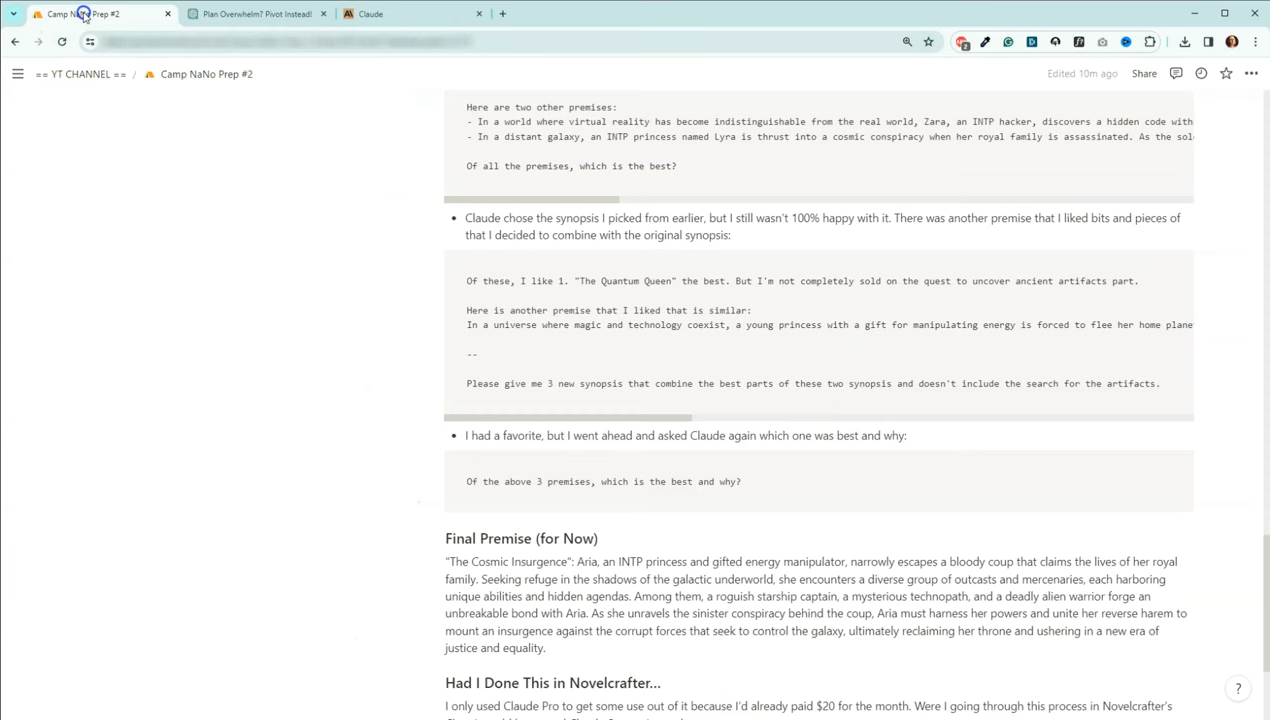 Camp NaNo Prep #2
Plan Overwhelm? Pivot Instead!
Claude
== YT CHANNEL == / Camp NaNo Prep #2
Edited 10m ago
Share
Here are two other premises:
- In a world where virtual reality has become indistinguishable from the real world, Zara, an INTP hacker, discovers a hidden code with
- In a distant galaxy, an INTP princess named Lyra is thrust into a cosmic conspiracy when her royal family is assassinated. As the so
Of all the premises, which is the best?
• Claude chose the synopsis I picked from earlier, but I still wasn't 100% happy with it. There was another premise that I liked bits and pieces of
that I decided to combine with the original synopsis:
Of these, I like 1. "The Quantum Queen" the best. But I'm not completely sold on the quest to uncover ancient artifacts part.
Here is another premise that I liked that is similar:
In a universe where magic and technology coexist, a young princess with a gift for manipulating energy is forced to flee her home plane
--
Please give me 3 new synopsis that combine the best parts of these two synopsis and doesn't include the search for the artifacts.
• I had a favorite, but I went ahead and asked Claude again which one was best and why:
Of the above 3 premises, which is the best and why?
Final Premise (for Now)
"The Cosmic Insurgence": Aria, an INTP princess and gifted energy manipulator, narrowly escapes a bloody coup that claims the lives of her royal
family. Seeking refuge in the shadows of the galactic underworld, she encounters a diverse group of outcasts and mercenaries, each harboring
unique abilities and hidden agendas. Among them, a roguish starship captain, a mysterious technopath, and a deadly alien warrior forge an
unbreakable bond with Aria. As she unravels the sinister conspiracy behind the coup, Aria must harness her powers and unite her reverse harem to
mount an insurgence against the corrupt forces that seek to control the galaxy, ultimately reclaiming her throne and ushering in a new era of
justice and equality.
Had I Done This in Novelcrafter...
I only used Claude Pro to get some use out of it because I'd already paid $20 for the month. Were I going through this process in Novelcrafter's
?